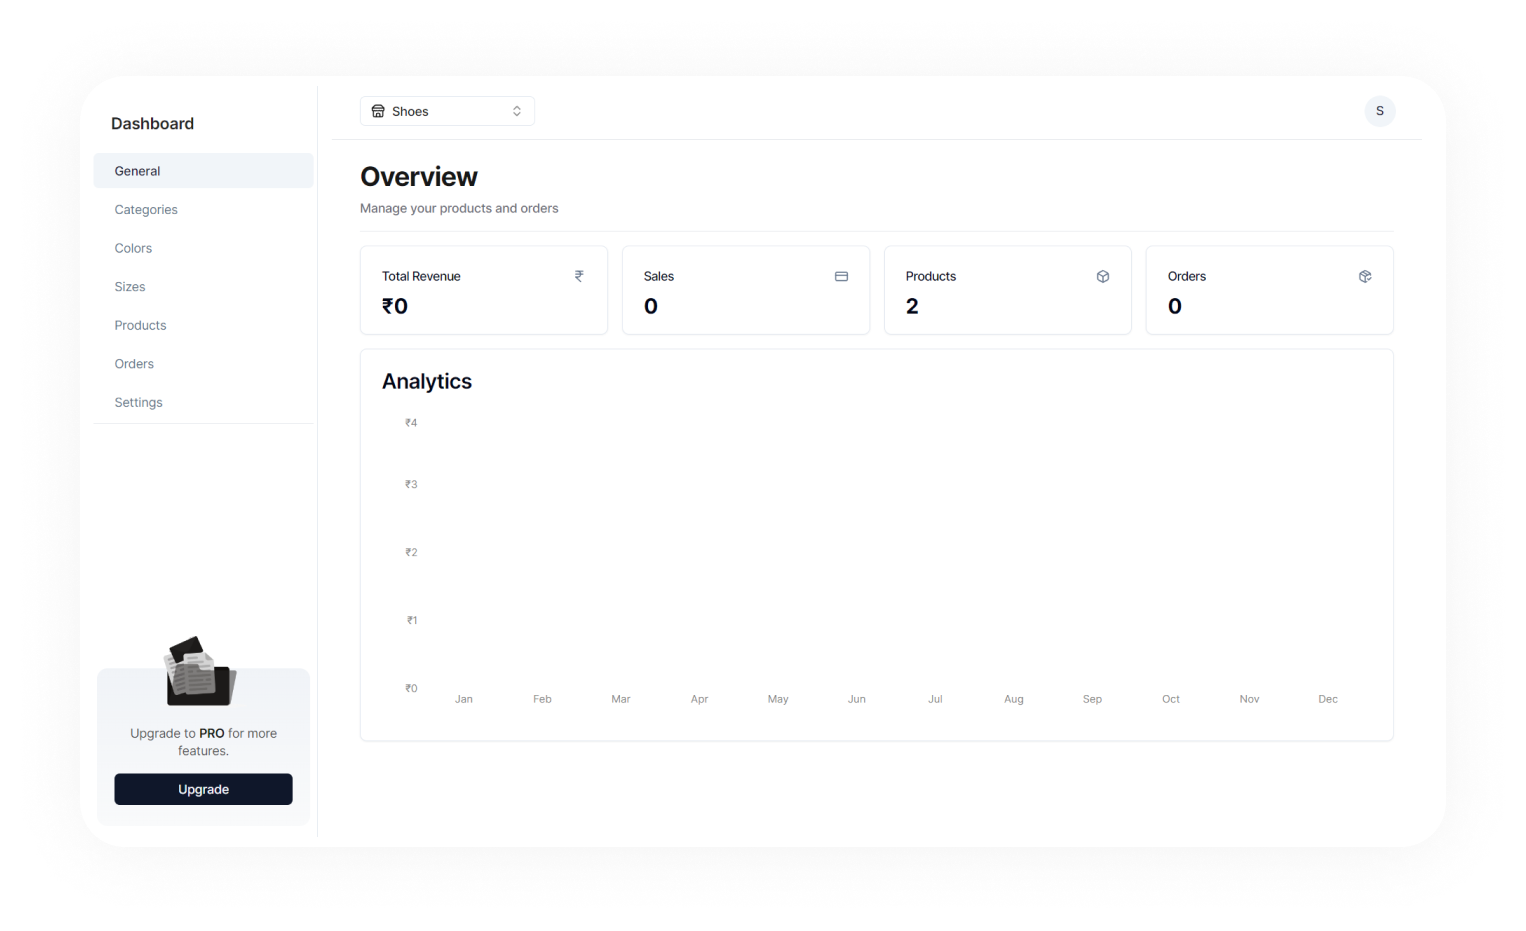 Dashboard
General
Categories
Colors
Sizes
Products
Orders
Settings
Upgrade to PRO for more
features.
Upgrade
Shoes
S
Overview
Manage your products and orders
Total Revenue
₹0
Sales
0
Products
2
Orders
0
Analytics
₹4
₹3
₹2
₹1
₹0
Jan Feb Mar Apr May Jun Jul Aug Sep Oct Nov Dec